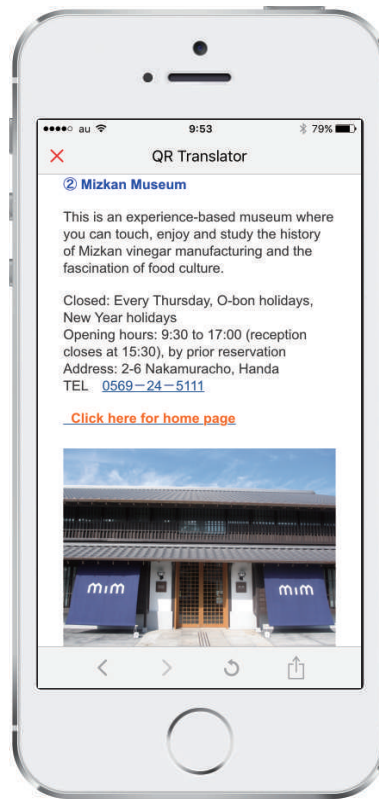 au 9:53 79%
QR Translator
② Mizkan Museum
This is an experience-based museum where
you can touch, enjoy and study the history
of Mizkan vinegar manufacturing and the
fascination of food culture.
Closed: Every Thursday, O-bon holidays,
New Year holidays
Opening hours: 9:30 to 17:00 (reception
closes at 15:30), by prior reservation
Address: 2-6 Nakamuracho, Handa
TEL 0569－24－5111
Click here for home page
mım mım